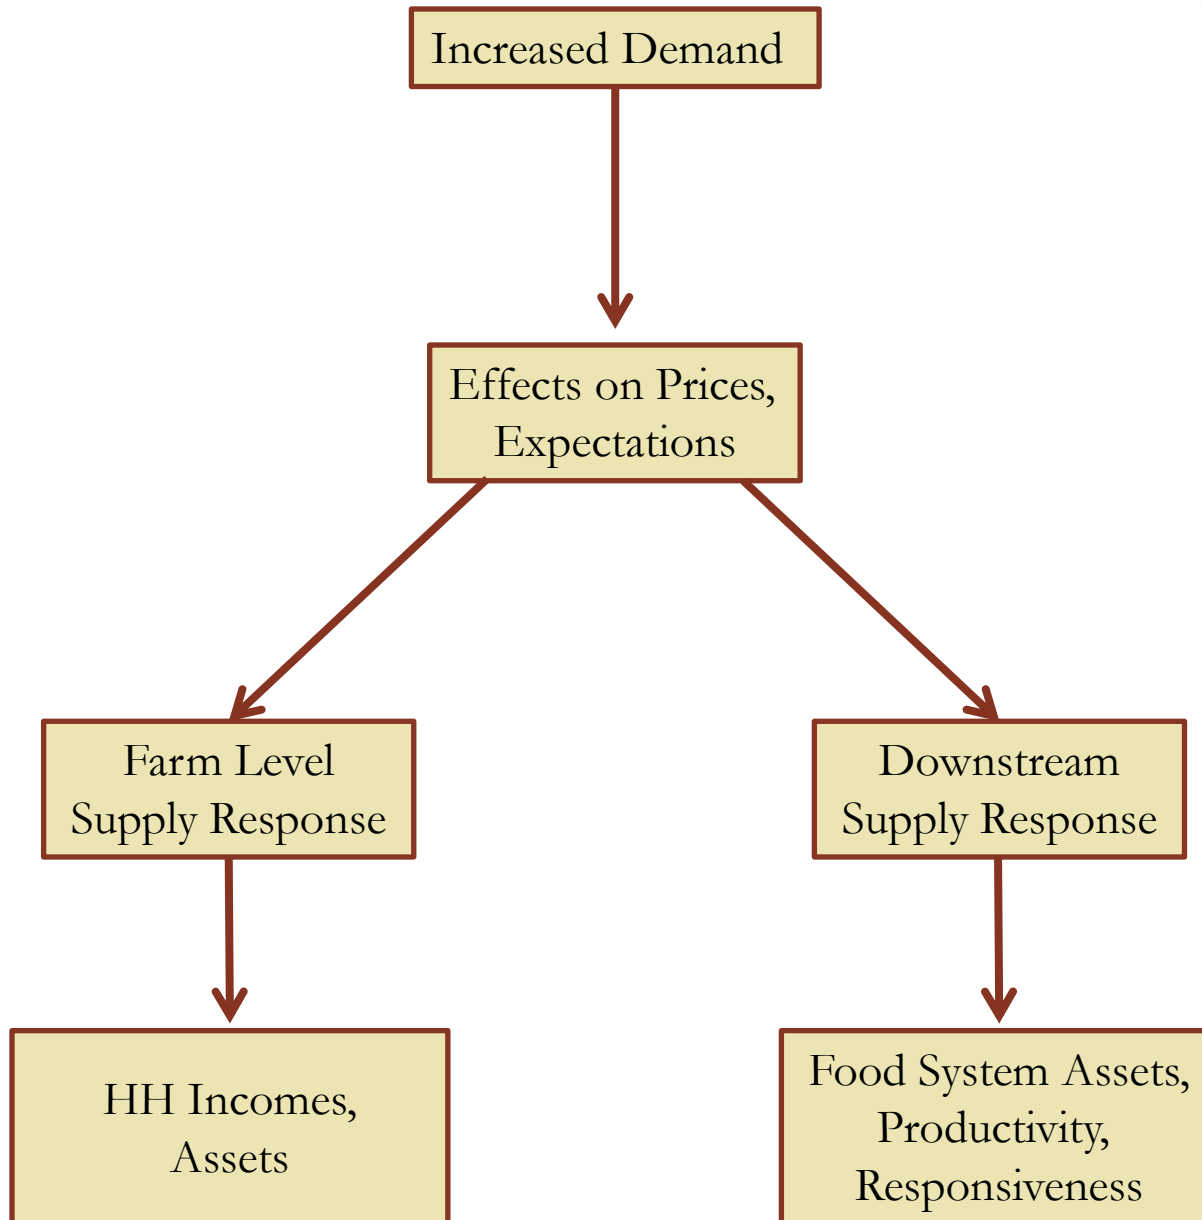 Increased Demand
Effects on Prices,
Expectations
Farm Level
Supply Response
Downstream
Supply Response
HH Incomes,
Assets
Food System Assets,
Productivity,
Responsiveness